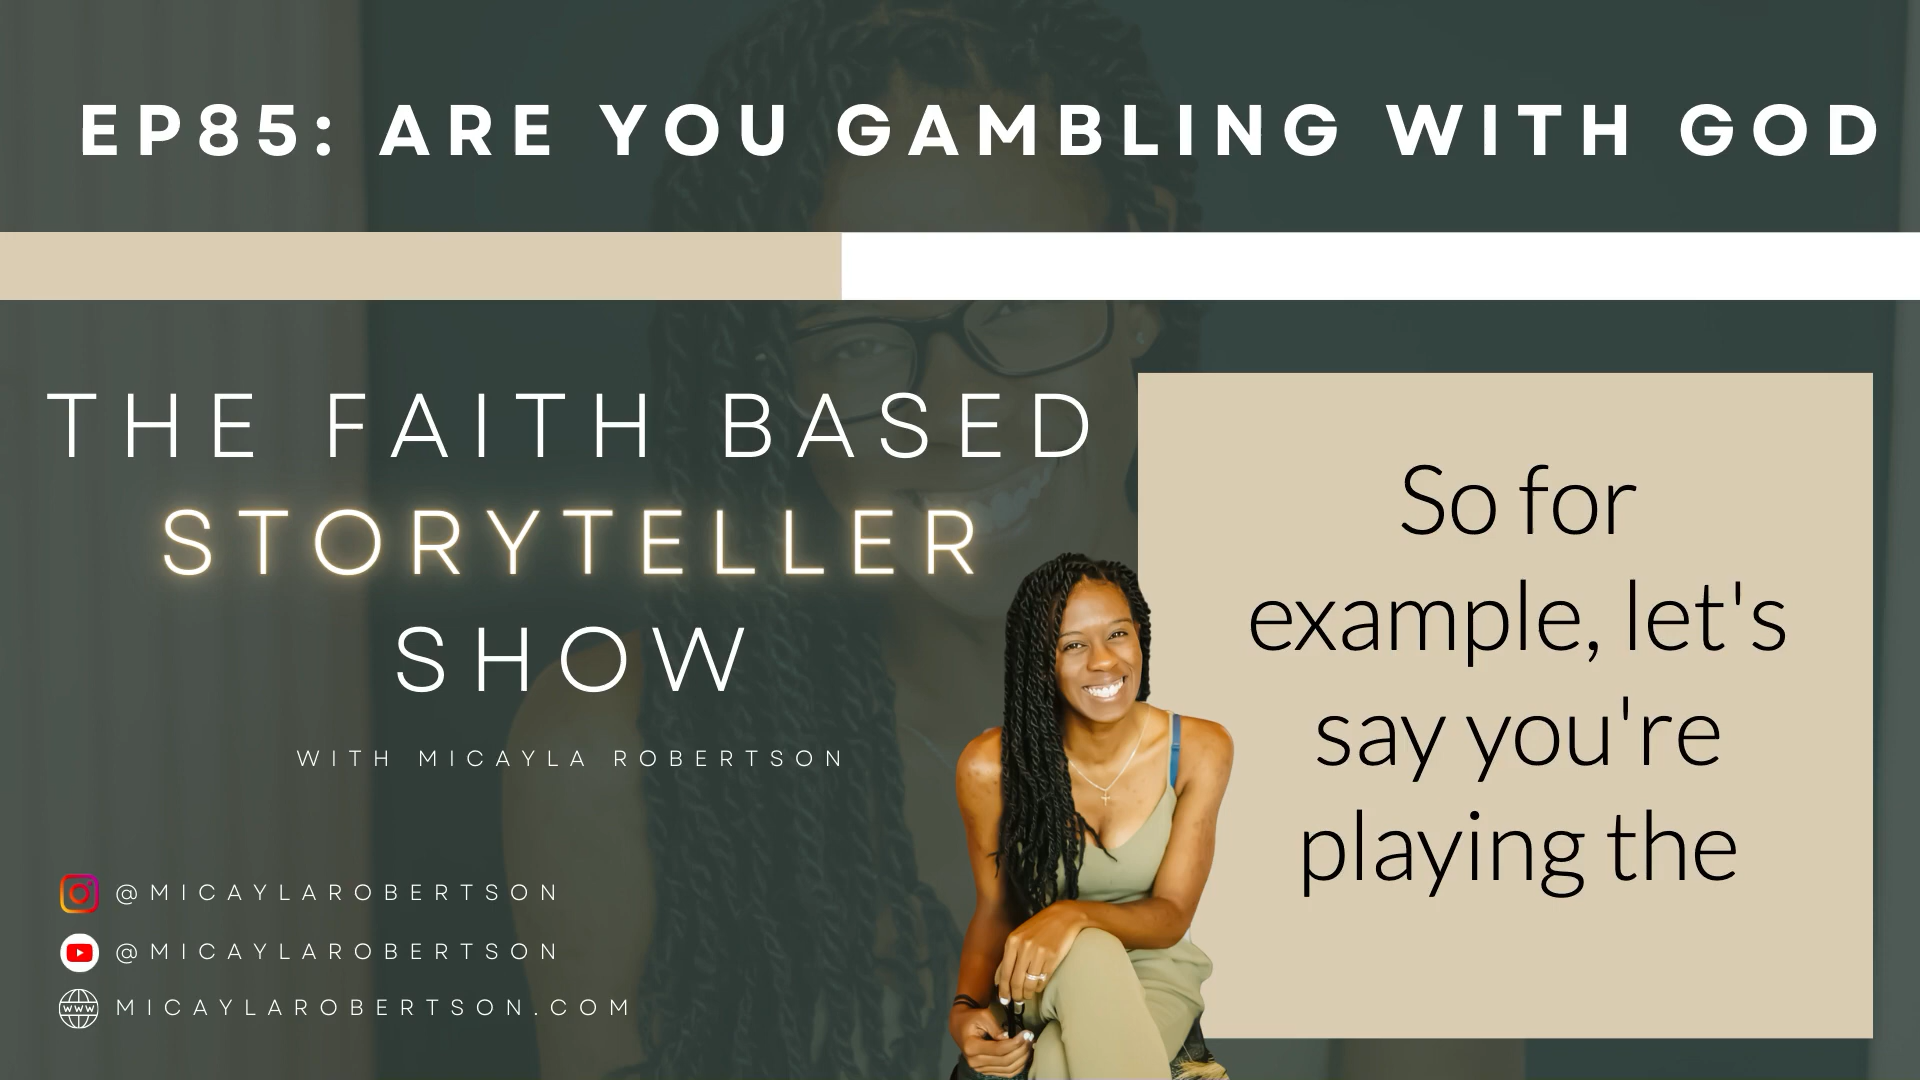 EP85: ARE YOU GAMBLING WITH GOD
THE FAITH BASED
STORYTELLER
SHOW
WITH MICAYLA ROBERTSON
@MICAYLAROBERTSON
@MICAYLAROBERTSON
WWW
MICAYLAROBERTSON.COM
So for
example, let's
say you're
playing the